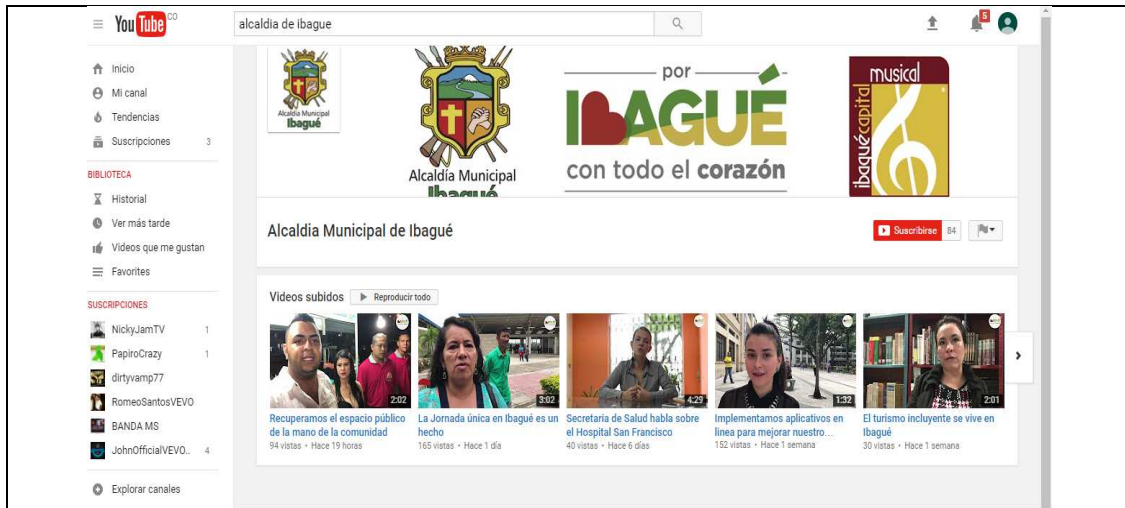 YouTube CO
alcaldia de ibague
5
Inicio
Mi canal
Tendencias
Suscripciones 3
BIBLIOTECA
Historial
Ver más tarde
Videos que me gustan
Favorites
SUSCRIPCIONES
NickyJamTV 1
PapiroCrazy 1
dirtyvamp77
RomeoSantosVEVO
BANDA MS
JohnOfficialVEVO.. 4
Explorar canales
Alcaldía Municipal
Ibagué
Alcaldía Municipal
Ibagué
por
IBAGUÉ
con todo el corazón
musical
ibaguécapital
Alcaldia Municipal de Ibagué
Suscribirse 84
Videos subidos Reproducir todo
2:02
3:02
4:29
1:32
2:01
Recuperamos el espacio público
de la mano de la comunidad
94 vistas • Hace 19 horas
La Jornada única en Ibagué es un
hecho
165 vistas • Hace 1 día
Secretaria de Salud habla sobre
el Hospital San Francisco
40 vistas • Hace 6 días
Implementamos aplicativos en
linea para mejorar nuestro...
152 vistas • Hace 1 semana
El turismo incluyente se vive en
Ibagué
30 vistas • Hace 1 semana